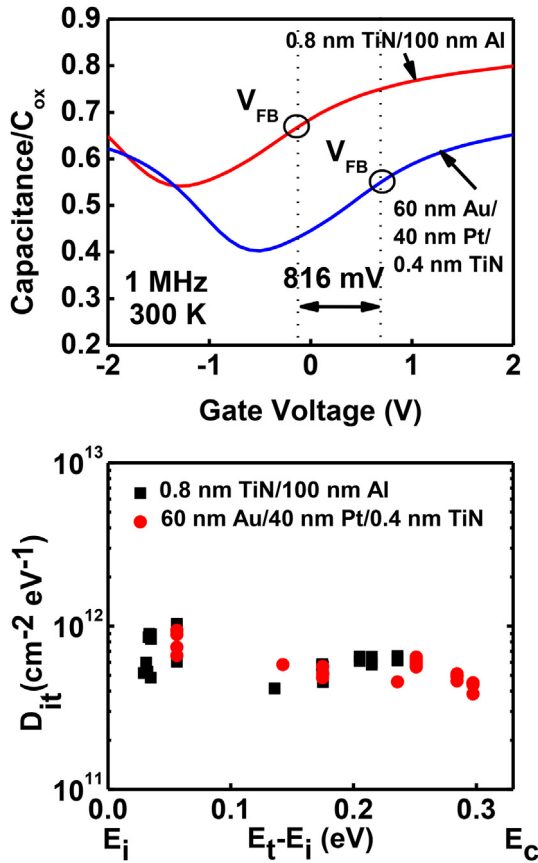 0.8 nm TiN/100 nm Al
V_FB
V_FB
60 nm Au/
40 nm Pt/
0.4 nm TiN
1 MHz
300 K
816 mV
Capacitance/C_ox
0.9
0.8
0.7
0.6
0.5
0.4
0.3
0.2
-2
-1
0
1
2
Gate Voltage (V)
0.8 nm TiN/100 nm Al
60 nm Au/40 nm Pt/0.4 nm TiN
D_it(cm^-2 eV^-1)
10^13
10^12
10^11
0.0
0.1
0.2
0.3
E_i
E_t-E_i (eV)
E_c